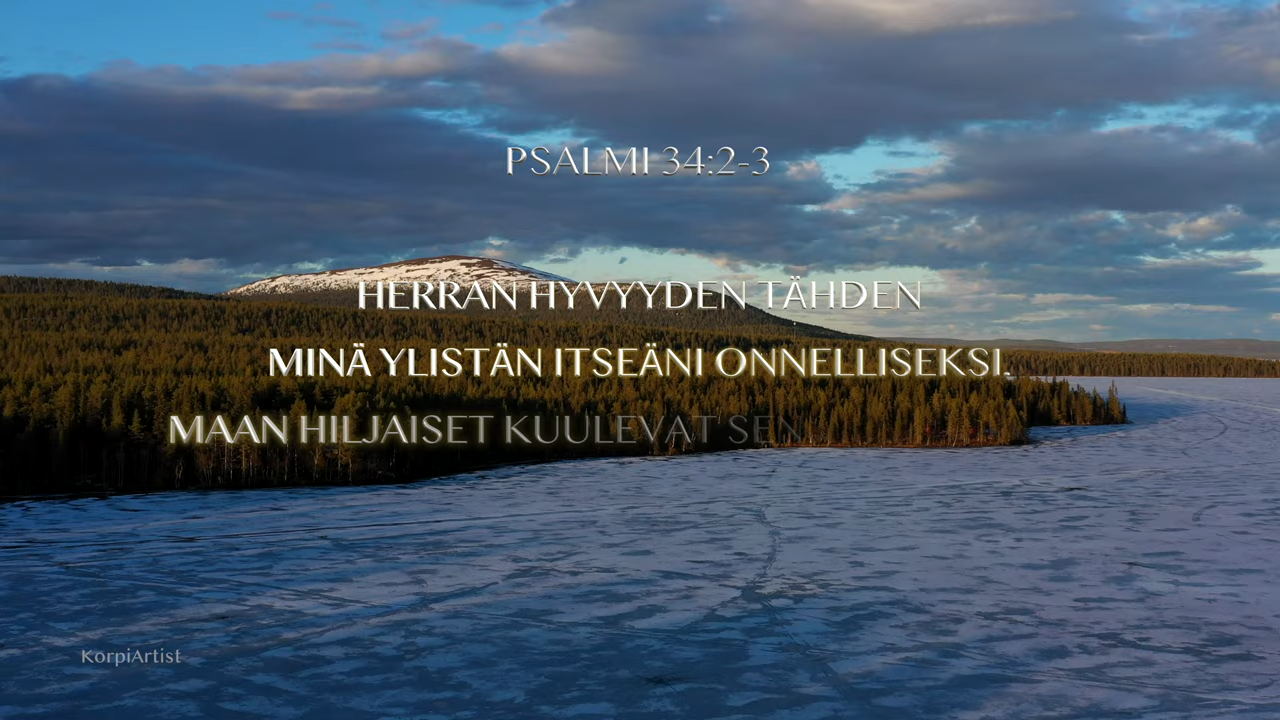 PSALMI 34:2-3
HERRAN HYVYYDEN TÄHDEN
MINÄ YLISTÄN ITSEÄNI ONNELLISEKSI.
MAAN HILJAISET KUULEVAT SEN
KorpiArtist